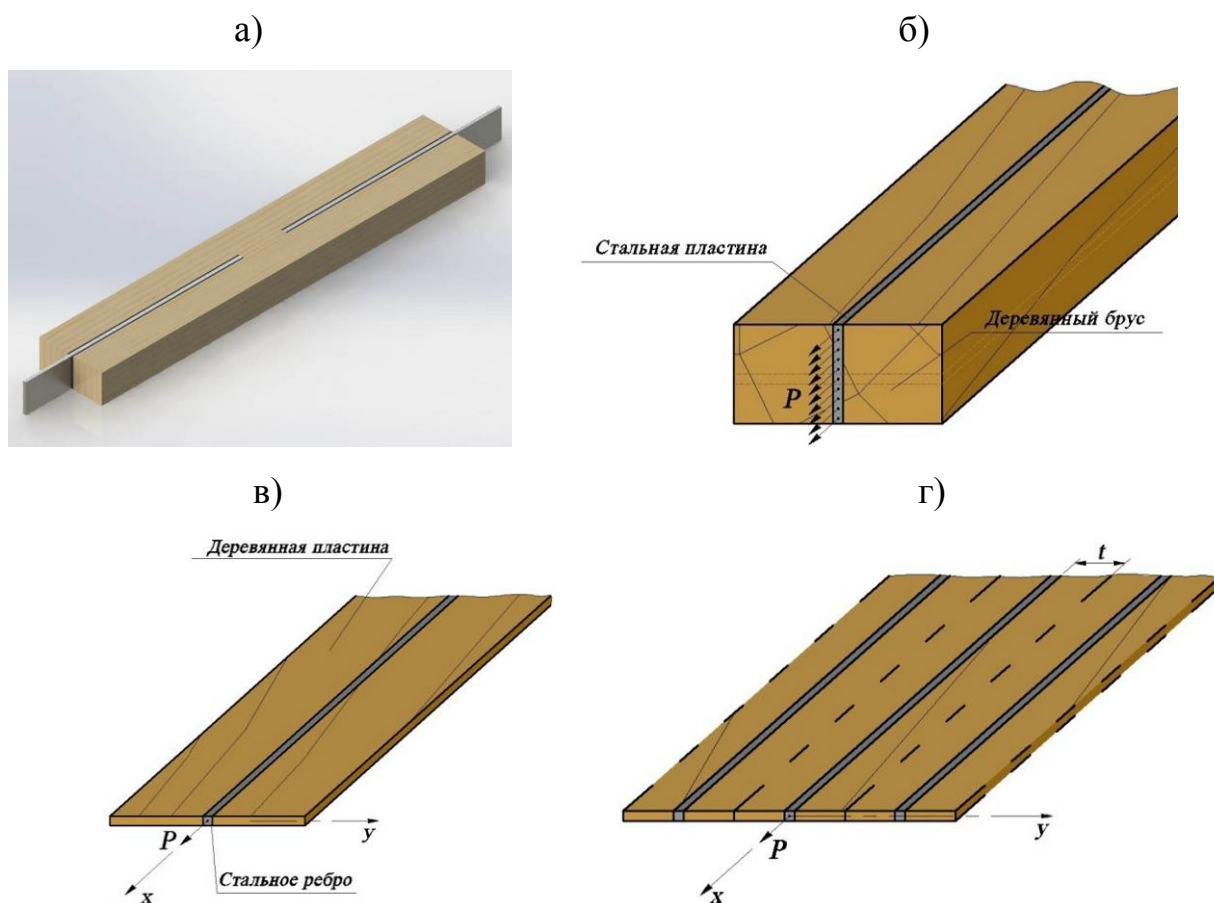 а)
б)
Стальная пластина
Деревянный брус
P
в)
г)
Деревянная пластина
t
P
y
x
Стальное ребро
P
y
x